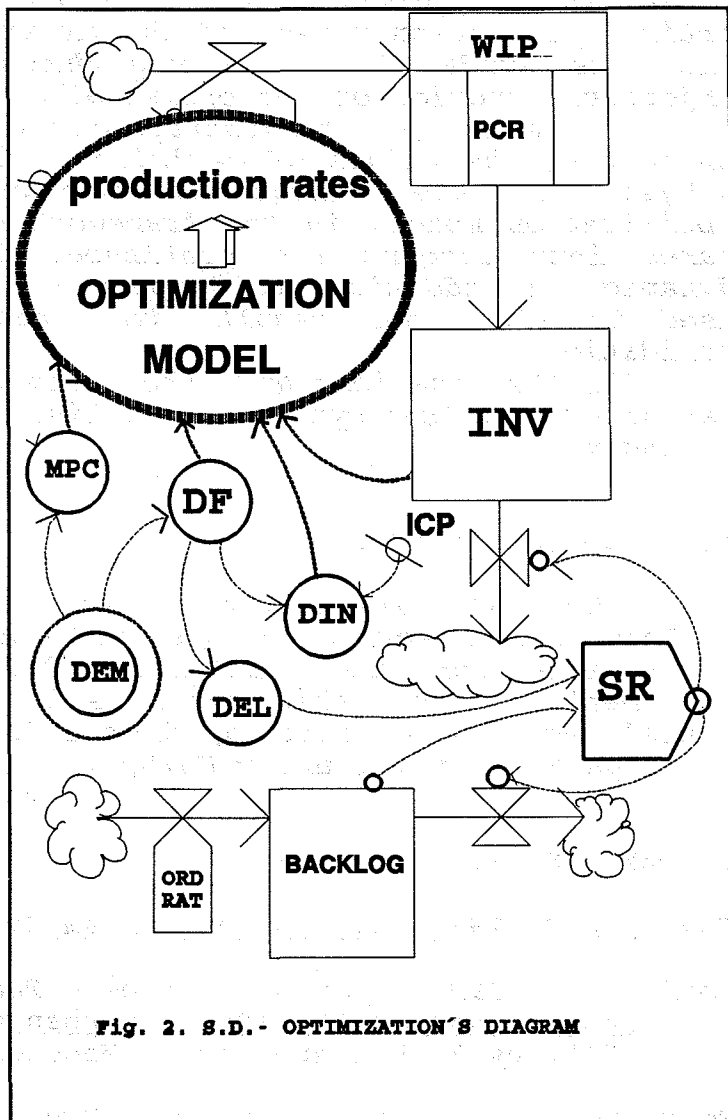 WIP
PCR
production rates
OPTIMIZATION
MODEL
INV
MPC
DF
ICP
DIN
DEM
DEL
SR
ORD
RAT
BACKLOG
Fig. 2. S.D.- OPTIMIZATION´S DIAGRAM